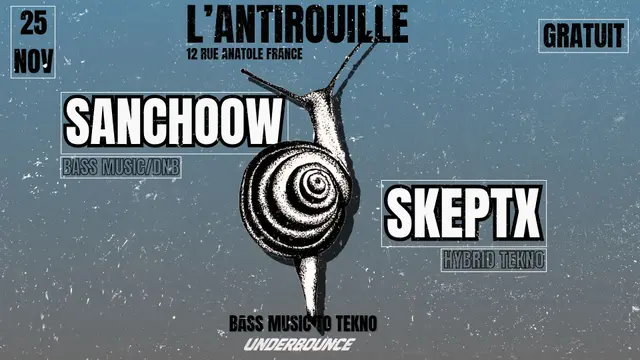 25
NOV
L'ANTIROUILLE
12 RUE ANATOLE FRANCE
GRATUIT
SANCHOOW
BASS MUSIC/DNB
SKEPTX
HYBRID TEKNO
BASS MUSIC TO TEKNO
UNDERBOUNCE